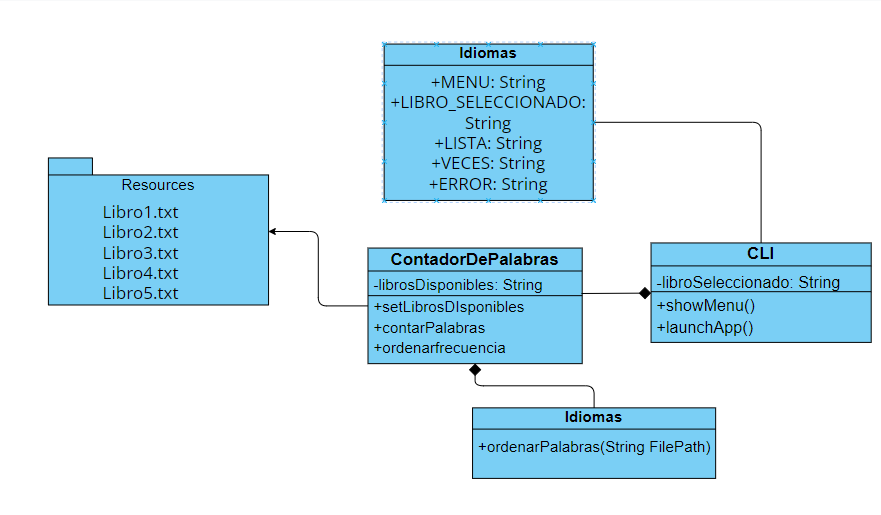 Idiomas
+MENU: String
+LIBRO_SELECCIONADO:
String
+LISTA: String
+VECES: String
+ERROR: String
Resources
Libro1.txt
Libro2.txt
Libro3.txt
Libro4.txt
Libro5.txt
ContadorDePalabras
-librosDisponibles: String
+setLibrosDIsponibles
+contarPalabras
+ordenarfrecuencia
CLI
-libroSeleccionado: String
+showMenu()
+launchApp()
Idiomas
+ordenarPalabras(String FilePath)